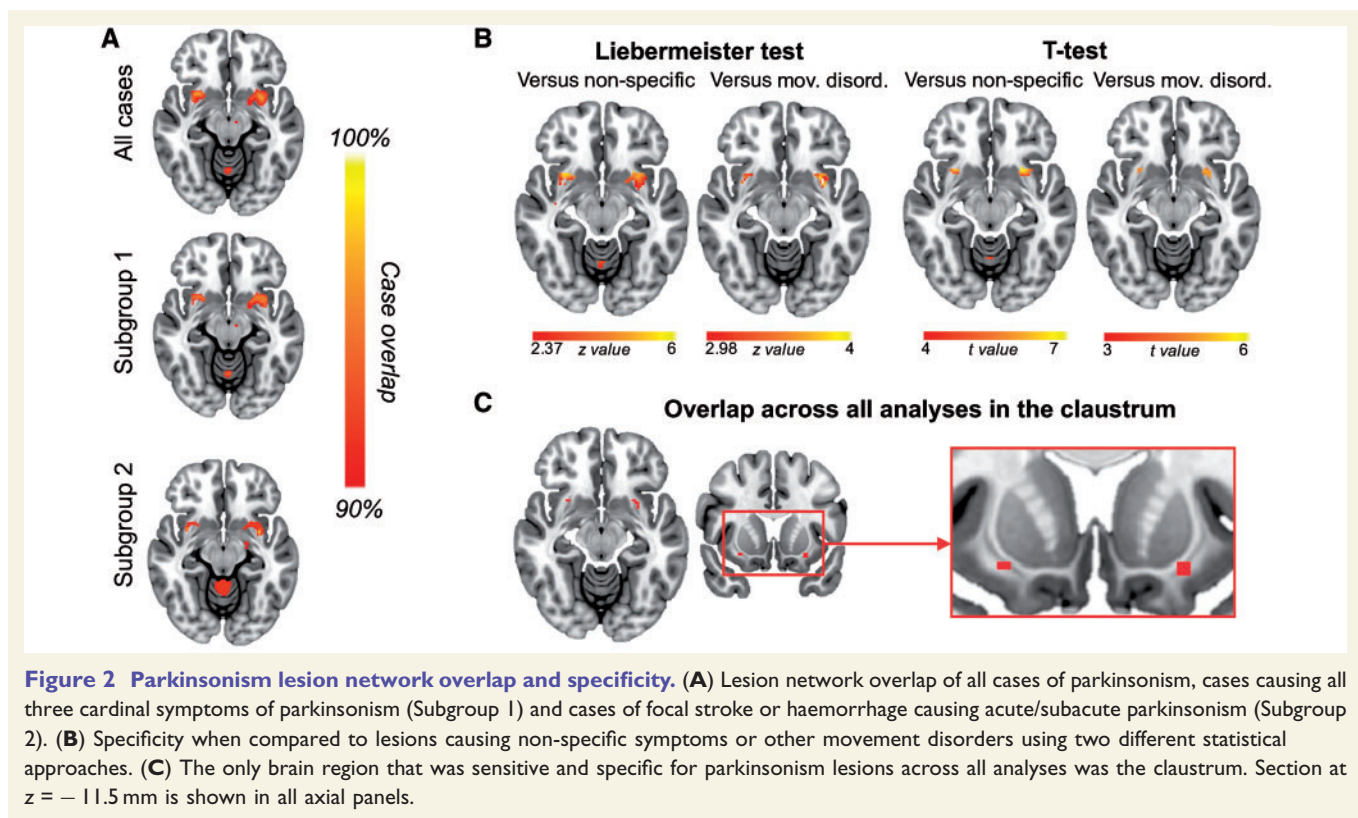 A
All cases
Subgroup 1
Subgroup 2
100%
Case overlap
90%
B
Liebermeister test
Versus non-specific Versus mov. disord.
T-test
Versus non-specific Versus mov. disord.
2.37 z value 6
2.98 z value 4
4 t value 7
3 t value 6
C
Overlap across all analyses in the claustrum
Figure 2 Parkinsonism lesion network overlap and specificity. (A) Lesion network overlap of all cases of parkinsonism, cases causing all
three cardinal symptoms of parkinsonism (Subgroup 1) and cases of focal stroke or haemorrhage causing acute/subacute parkinsonism (Subgroup
2). (B) Specificity when compared to lesions causing non-specific symptoms or other movement disorders using two different statistical
approaches. (C) The only brain region that was sensitive and specific for parkinsonism lesions across all analyses was the claustrum. Section at
z = − 11.5 mm is shown in all axial panels.